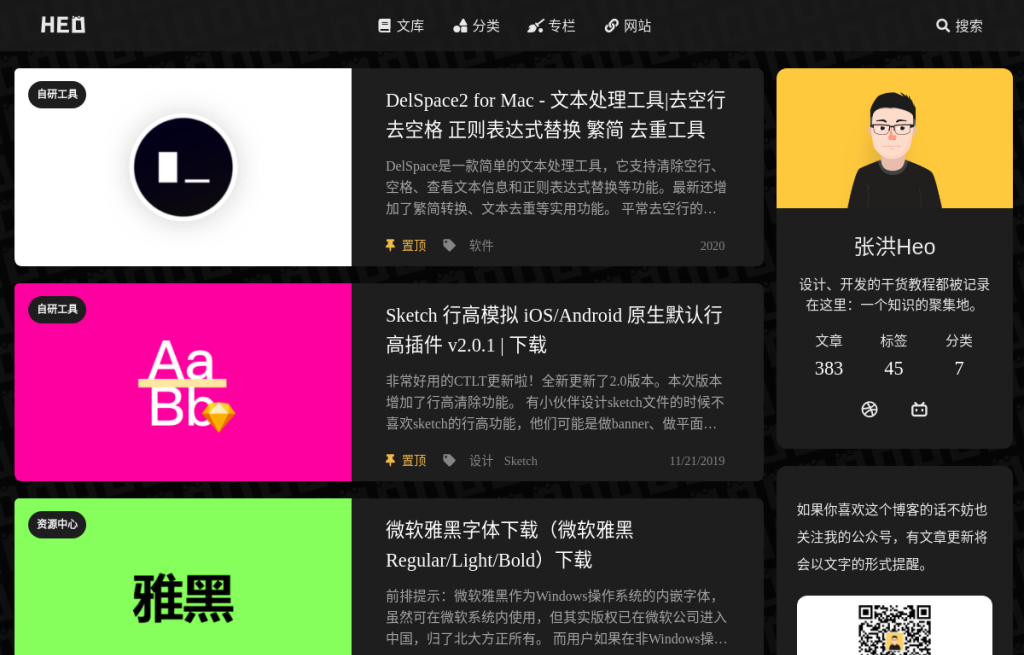 HEO
文库
分类
专栏
网站
搜索
自研工具
DelSpace2 for Mac - 文本处理工具|去空行
去空格 正则表达式替换 繁简 去重工具
DelSpace是一款简单的文本处理工具，它支持清除空行、
空格、查看文本信息和正则表达式替换等功能。最新还增
加了繁简转换、文本去重等实用功能。 平常去空行的…
置顶
软件
2020
自研工具
Aa
Bb
Sketch 行高模拟 iOS/Android 原生默认行
高插件 v2.0.1 | 下载
非常好用的CTLT更新啦！全新更新了2.0版本。本次版本
增加了行高清除功能。 有小伙伴设计sketch文件的时候不
喜欢sketch的行高功能，他们可能是做banner、做平面…
置顶
设计
Sketch
11/21/2019
资源中心
雅黑
微软雅黑字体下载（微软雅黑
Regular/Light/Bold）下载
前排提示：微软雅黑作为Windows操作系统的内嵌字体，
虽然可在微软系统内使用，但其实版权已在微软公司进入
中国，归了北大方正所有。 而用户如果在非Windows操…
张洪Heo
设计、开发的干货教程都被记录
在这里：一个知识的聚集地。
文章
标签
分类
383
45
7
如果你喜欢这个博客的话不妨也
关注我的公众号，有文章更新将
会以文字的形式提醒。